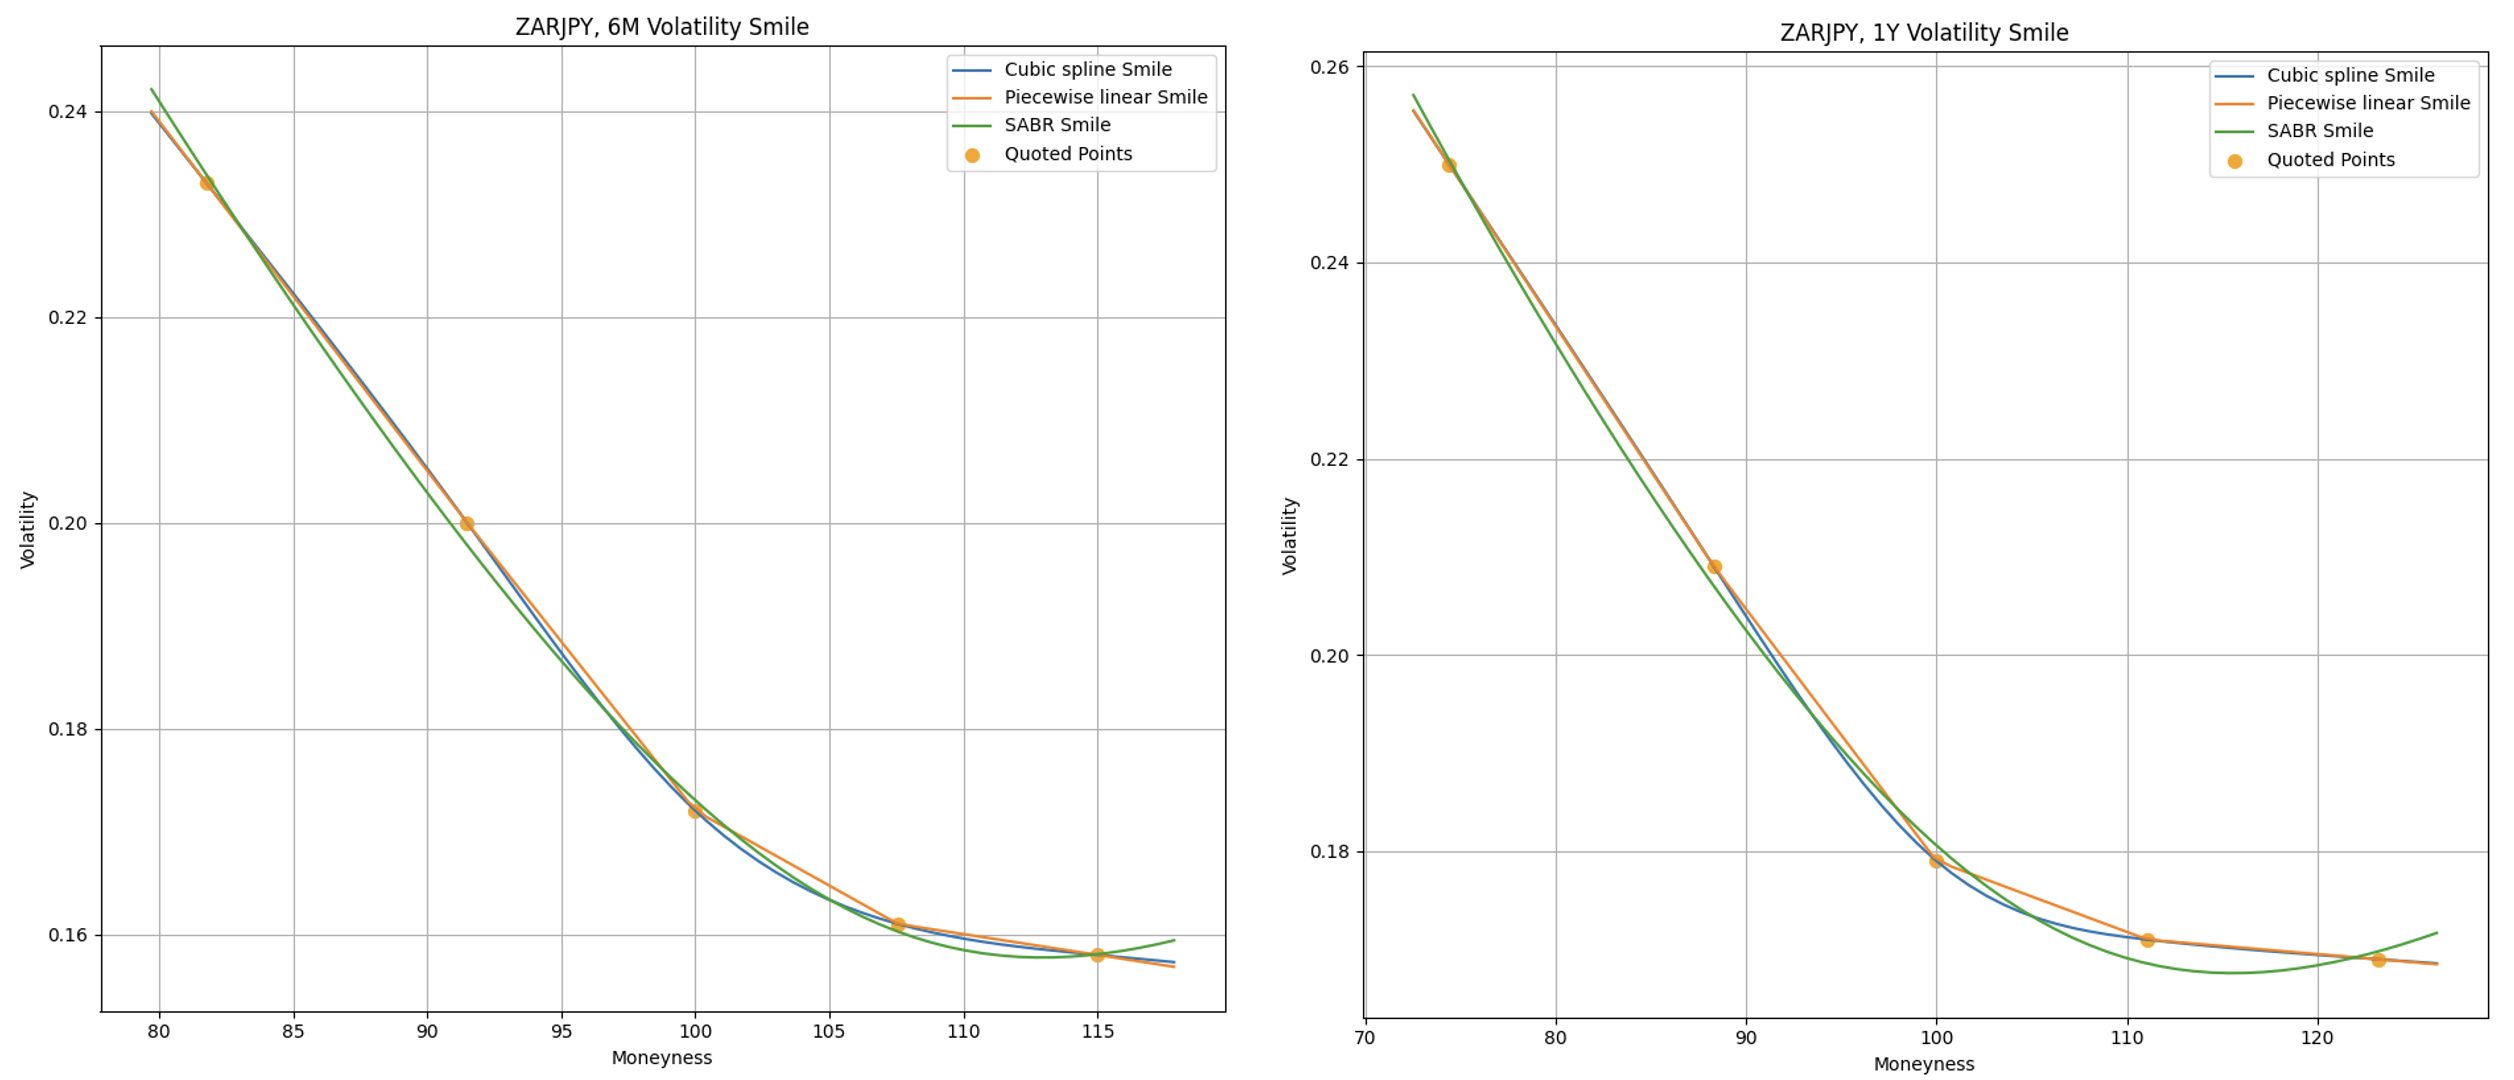 ZARJPY, 6M Volatility Smile
Cubic spline Smile
Piecewise linear Smile
SABR Smile
Quoted Points
0.24
0.22
0.20
0.18
0.16
Volatility
80 85 90 95 100 105 110 115
Moneyness
ZARJPY, 1Y Volatility Smile
Cubic spline Smile
Piecewise linear Smile
SABR Smile
Quoted Points
0.26
0.24
0.22
0.20
0.18
Volatility
70 80 90 100 110 120
Moneyness